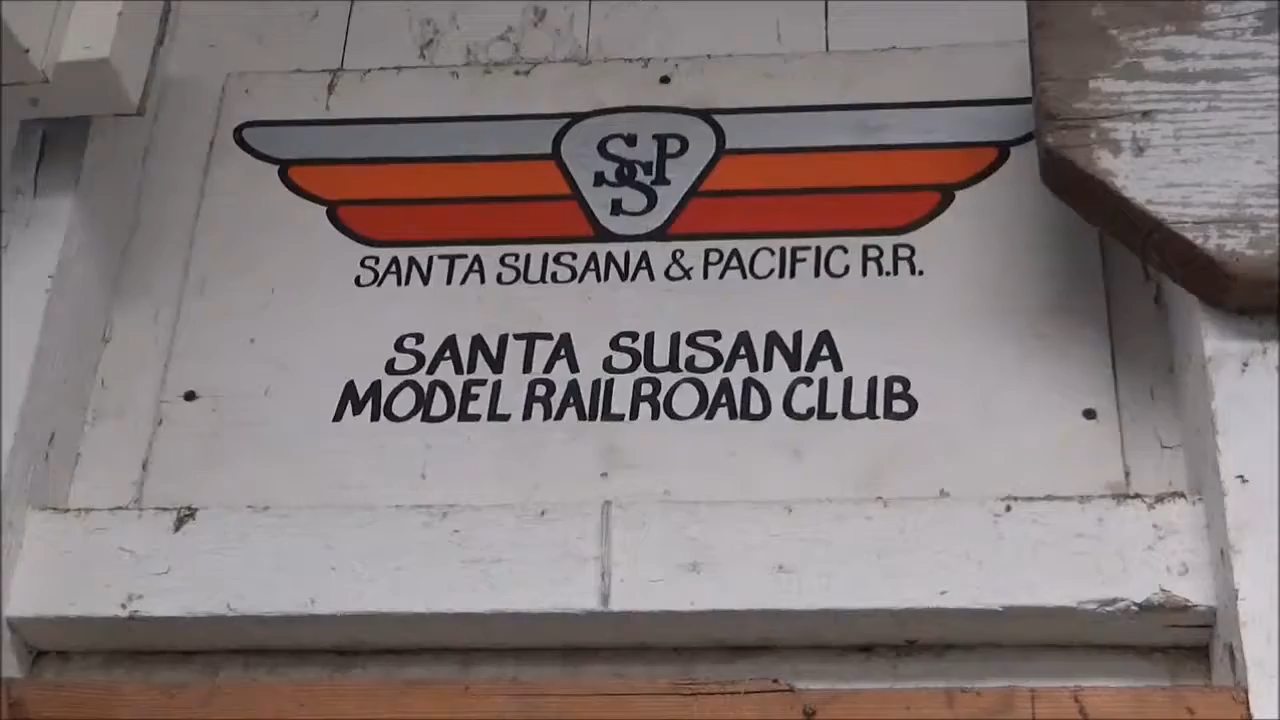 SSP
SANTA SUSANA & PACIFIC R.R.
SANTA SUSANA
MODEL RAILROAD CLUB